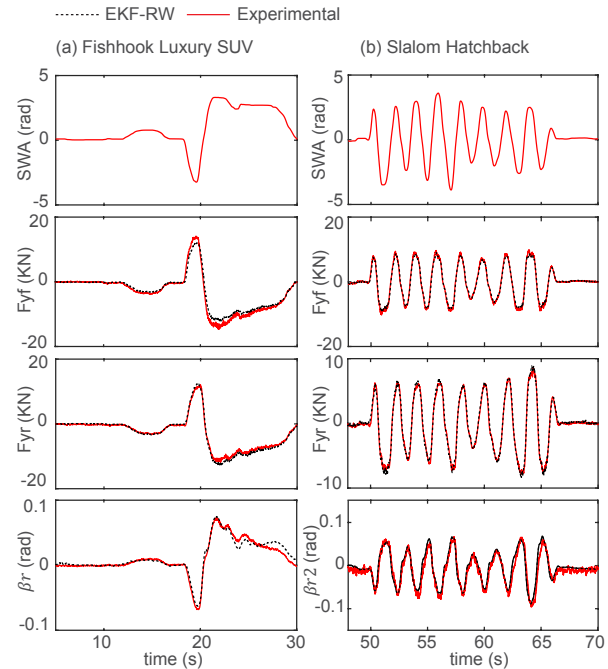 EKF-RW Experimental
(a) Fishhook Luxury SUV (b) Slalom Hatchback
5
0
-5
SWA (rad)
5
0
-5
SWA (rad)
20
0
-20
Fyf (KN)
20
0
-20
Fyf (KN)
20
0
-20
Fyr (KN)
10
0
-10
Fyr (KN)
0.1
0
-0.1
βr (rad)
10 20 30
time (s)
0.1
0
-0.1
βr2 (rad)
50 55 60 65 70
time (s)